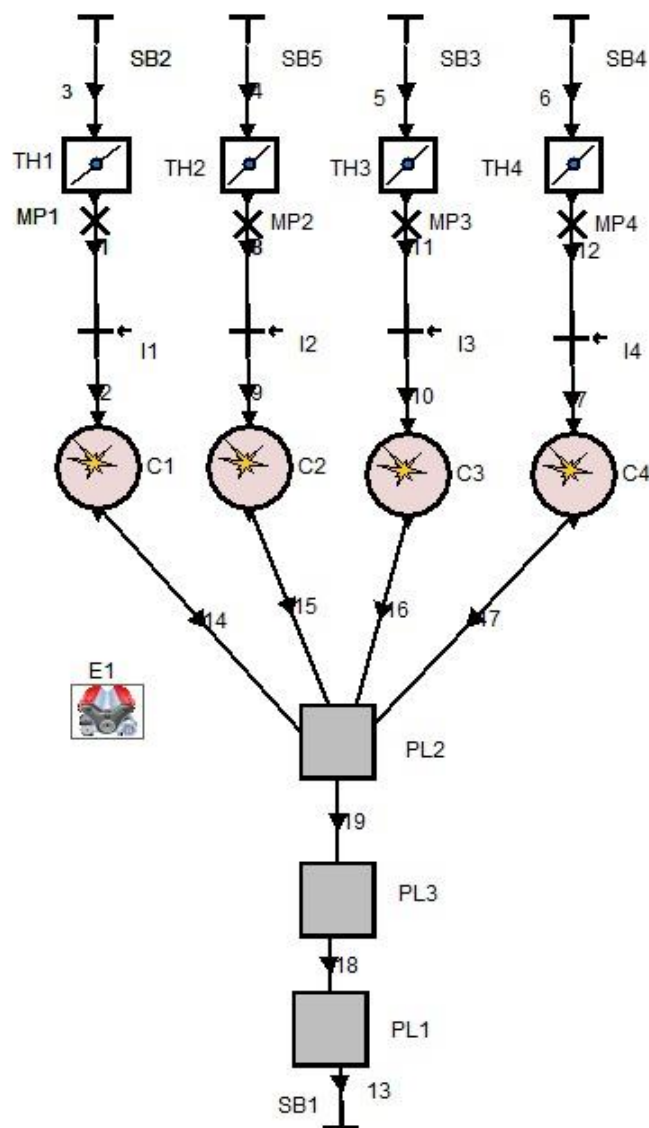 SB2 SB5 SB3 SB4
3 4 5 6
TH1 TH2 TH3 TH4
MP1 MP2 MP3 MP4
1 8 11 12
I1 I2 I3 I4
2 9 10 7
C1 C2 C3 C4
14 15 16 17
E1
PL2
19
PL3
18
PL1
13
SB1